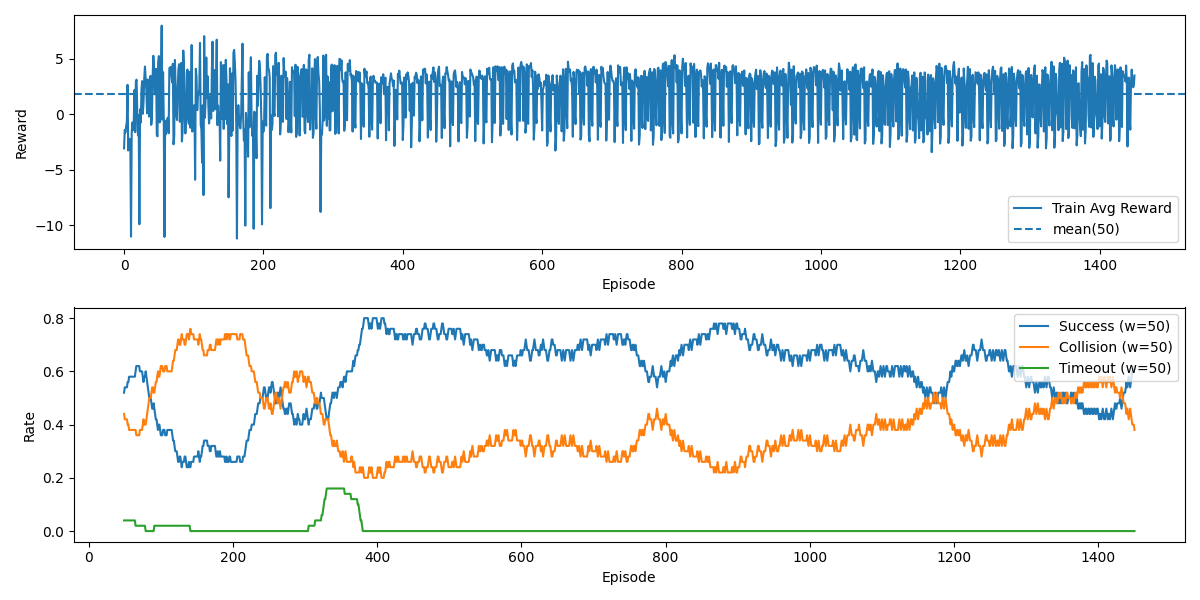 5
0
−5
−10
Reward
Train Avg Reward
mean(50)
0 200 400 600 800 1000 1200 1400
Episode
0.8
0.6
0.4
0.2
0.0
Rate
Success (w=50)
Collision (w=50)
Timeout (w=50)
0 200 400 600 800 1000 1200 1400
Episode